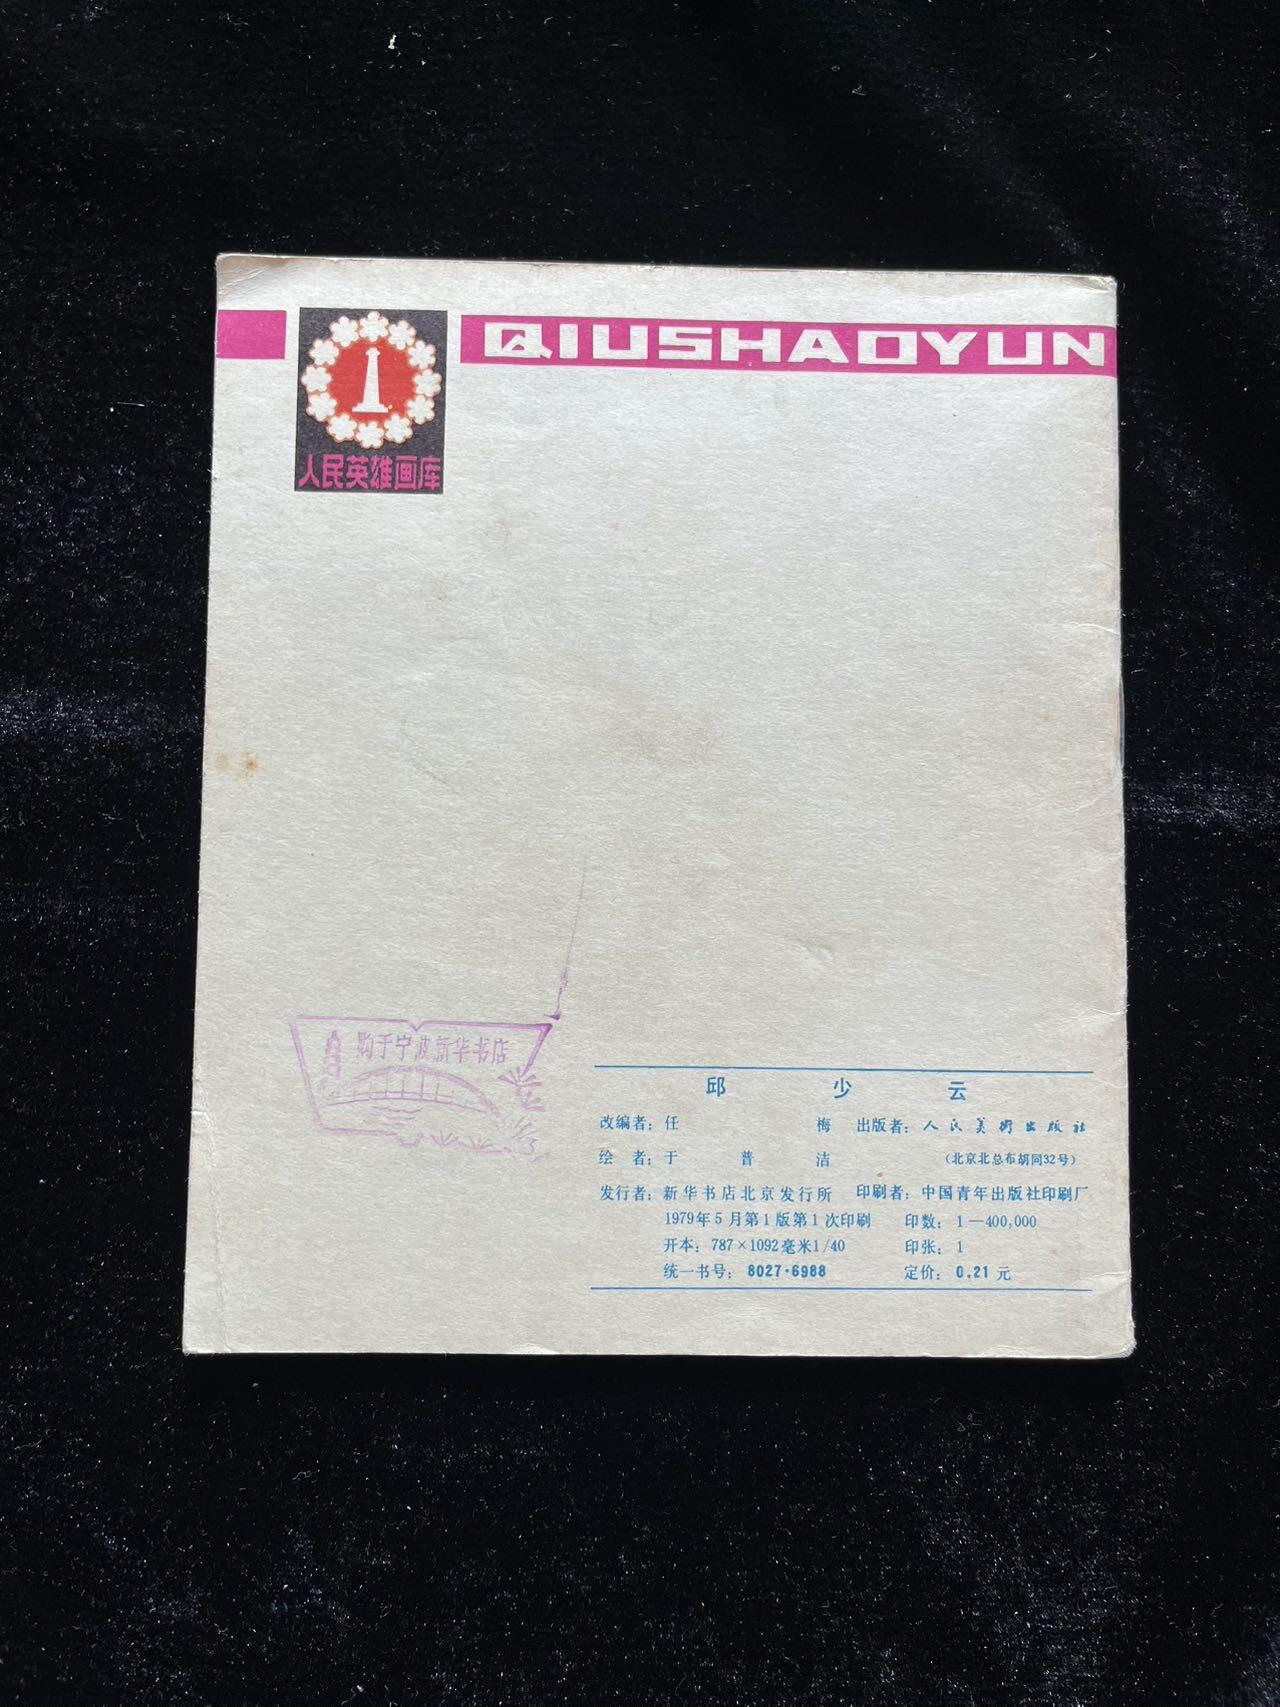 QIUSHAOYUN
人民英雄画库
购于宁波新华书店
邱少云
改编者：任梅 出版者：人民美术出版社
绘者：于普洁 （北京北总布胡同32号）
发行者：新华书店北京发行所 印刷者：中国青年出版社印刷厂
1979年5月第1版第1次印刷 印数：1—400,000
开本：787×1092毫米1/40 印张：1
统一书号：8027·6988 定价：0.21元